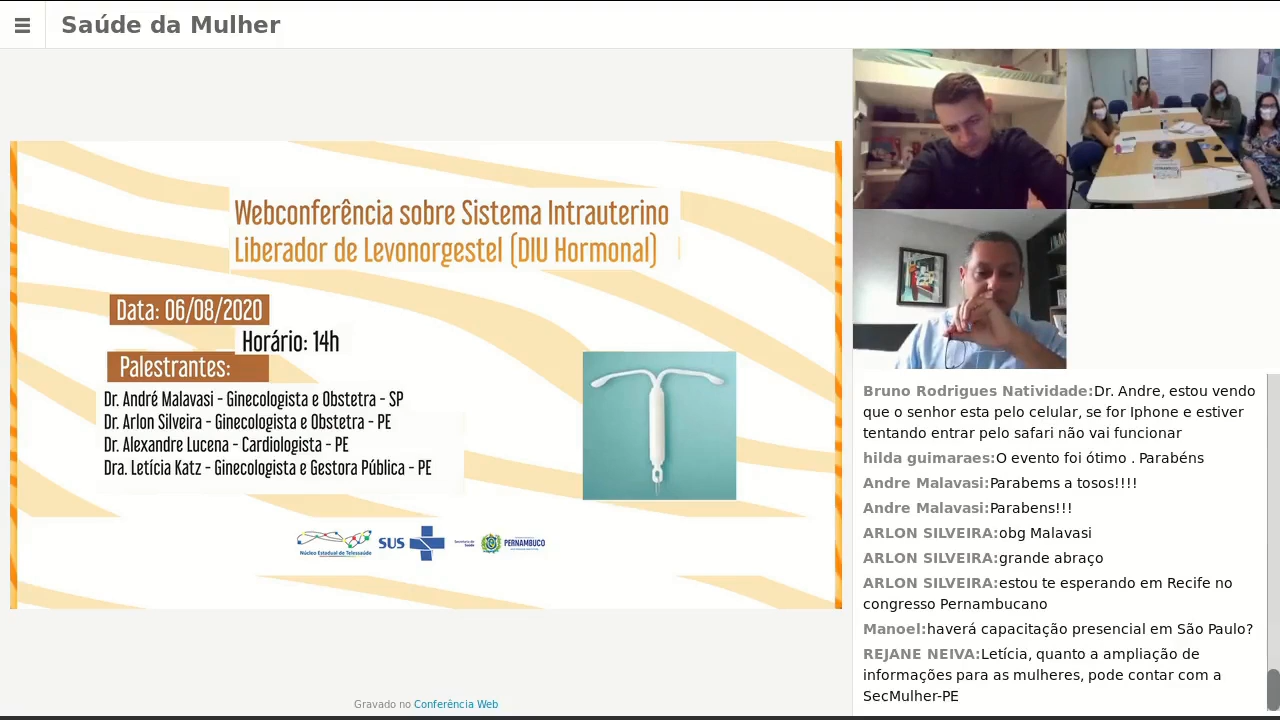 Saúde da Mulher
Webconferência sobre Sistema Intrauterino
Liberador de Levonorgestel (DIU Hormonal)
Data: 06/08/2020
Horário: 14h
Palestrantes:
Dr. André Malavasi - Ginecologista e Obstetra - SP
Dr. Arlon Silveira - Ginecologista e Obstetra - PE
Dr. Alexandre Lucena - Cardiologista - PE
Dra. Letícia Katz - Ginecologista e Gestora Pública - PE
Núcleo Estadual de Telessaúde
SUS
PERNAMBUCO
Gravado no Conferência Web
Bruno Rodrigues Natividade:Dr. Andre, estou vendo
que o senhor esta pelo celular, se for Iphone e estiver
tentando entrar pelo safari não vai funcionar
hilda guimaraes:O evento foi ótimo . Parabéns
Andre Malavasi:Parabems a tosos!!!!
Andre Malavasi:Parabens!!!
ARLON SILVEIRA:obg Malavasi
ARLON SILVEIRA:grande abraço
ARLON SILVEIRA:estou te esperando em Recife no
congresso Pernambucano
Manoel:haverá capacitação presencial em São Paulo?
REJANE NEIVA:Letícia, quanto a ampliação de
informações para as mulheres, pode contar com a
SecMulher-PE